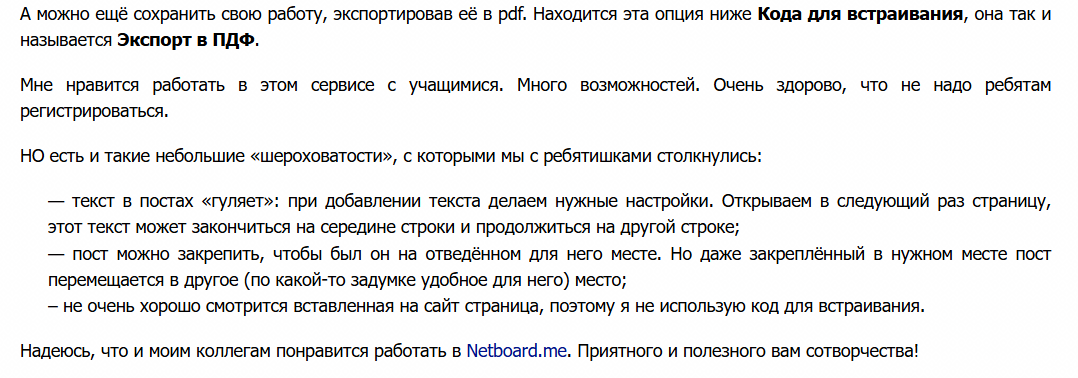 А можно ещё сохранить свою работу, экспортировав её в pdf. Находится эта опция ниже Кода для встраивания, она так и
называется Экспорт в ПДФ.
Мне нравится работать в этом сервисе с учащимися. Много возможностей. Очень здорово, что не надо ребятам
регистрироваться.
НО есть и такие небольшие «шероховатости», с которыми мы с ребятишками столкнулись:
— текст в постах «гуляет»: при добавлении текста делаем нужные настройки. Открываем в следующий раз страницу,
этот текст может закончиться на середине строки и продолжиться на другой строке;
— пост можно закрепить, чтобы был он на отведённом для него месте. Но даже закреплённый в нужном месте пост
перемещается в другое (по какой-то задумке удобное для него) место;
– не очень хорошо смотрится вставленная на сайт страница, поэтому я не использую код для встраивания.
Надеюсь, что и моим коллегам понравится работать в Netboard.me. Приятного и полезного вам сотворчества!